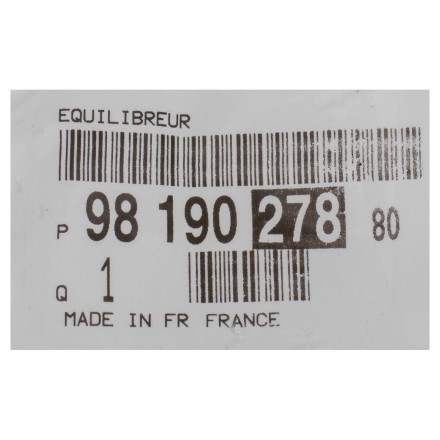 EQUILIBREUR
P 98 190 278 80
Q 1
MADE IN FR FRANCE